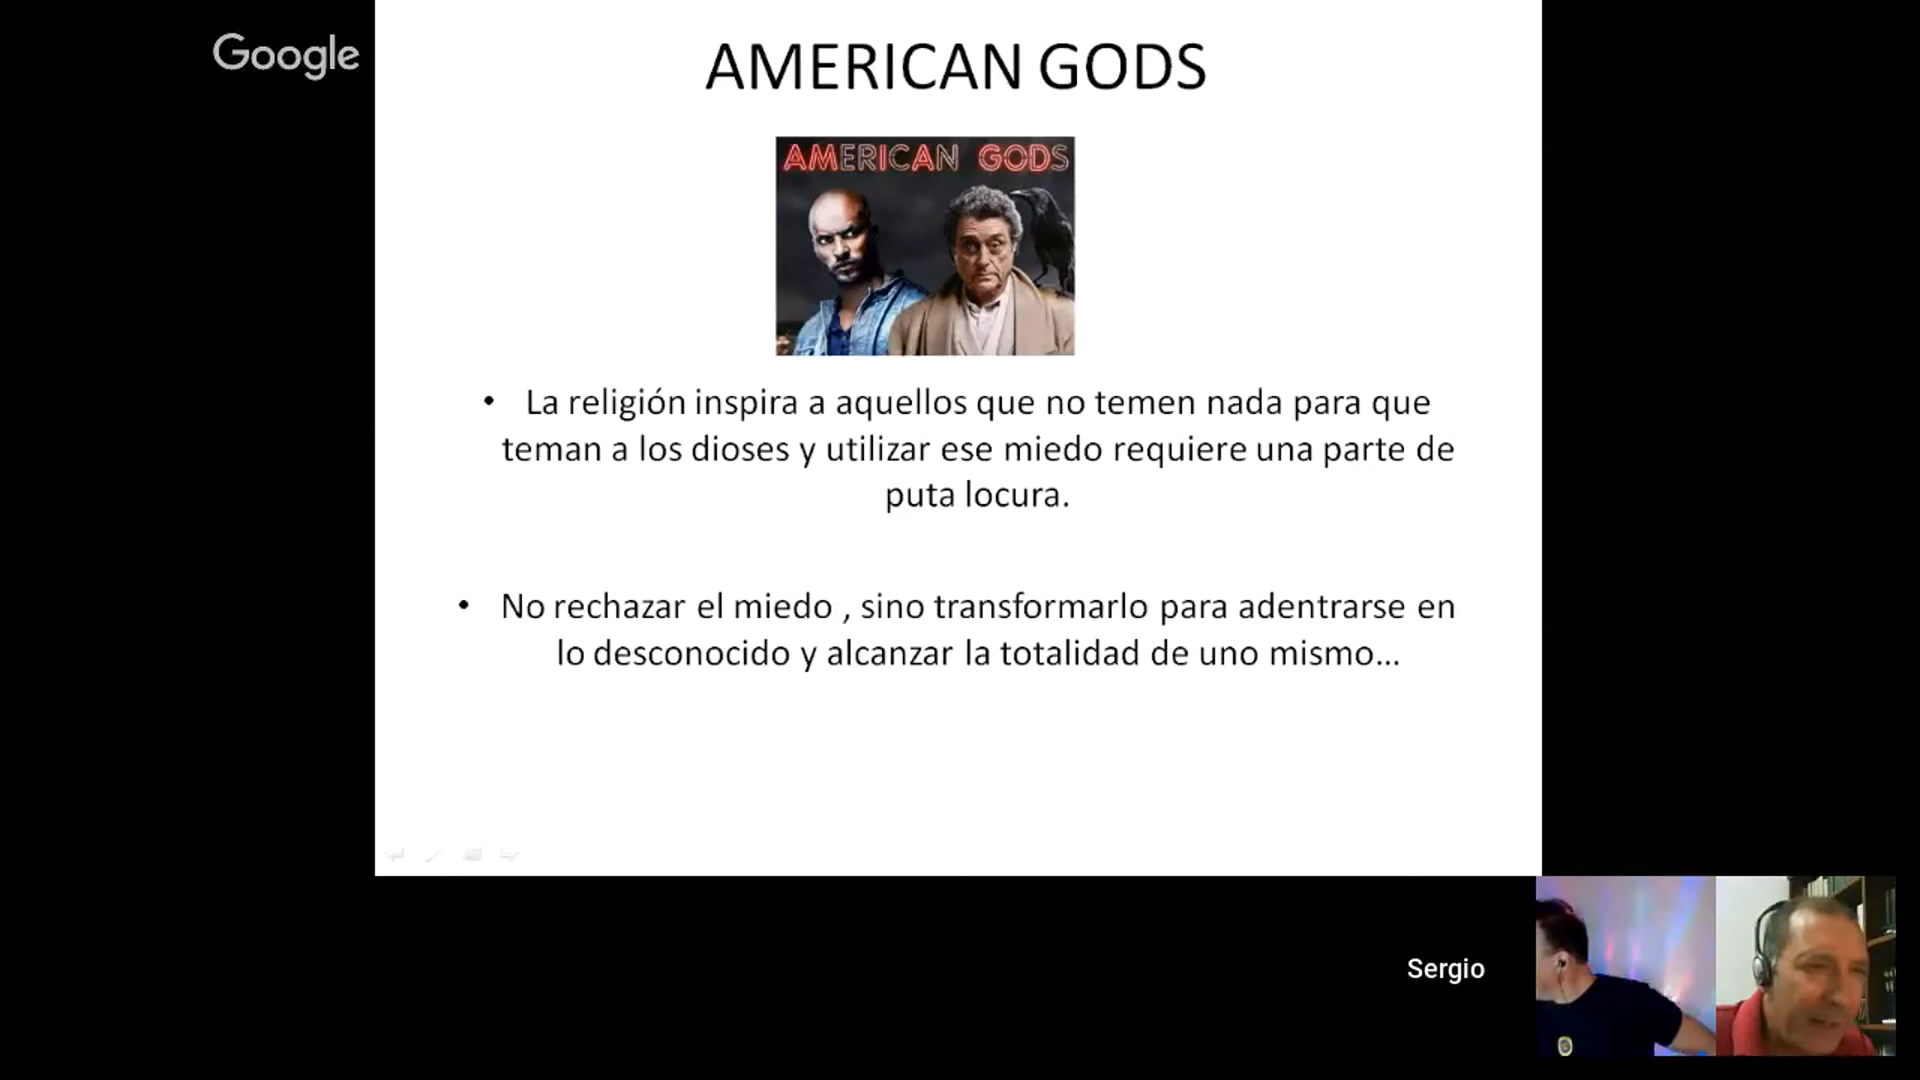 Google
AMERICAN GODS
AMERICAN GODS
• La religión inspira a aquellos que no temen nada para que
teman a los dioses y utilizar ese miedo requiere una parte de
puta locura.
• No rechazar el miedo , sino transformarlo para adentrarse en
lo desconocido y alcanzar la totalidad de uno mismo...
Sergio